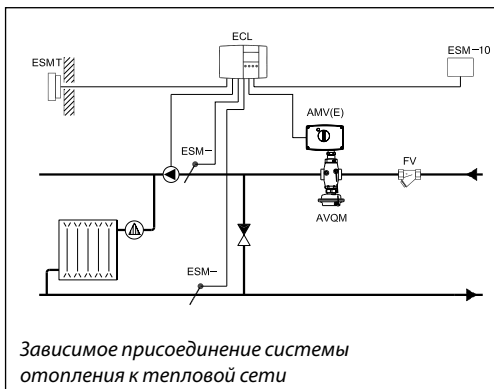 ECL
ESMT
ESM–10
AMV(E)
ESM–
FV
AVQM
ESM–
Зависимое присоединение системы
отопления к тепловой сети